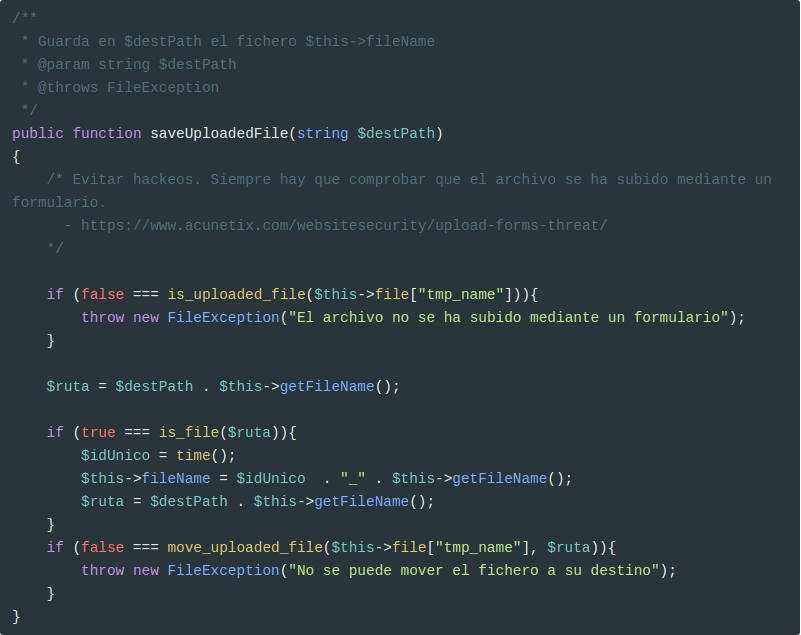 /**
 * Guarda en $destPath el fichero $this->fileName
 * @param string $destPath
 * @throws FileException
 */
public function saveUploadedFile(string $destPath)
{
    /* Evitar hackeos. Siempre hay que comprobar que el archivo se ha subido mediante un
formulario.
      - https://www.acunetix.com/websitesecurity/upload-forms-threat/
    */

    if (false === is_uploaded_file($this->file["tmp_name"])){
        throw new FileException("El archivo no se ha subido mediante un formulario");
    }

    $ruta = $destPath . $this->getFileName();

    if (true === is_file($ruta)){
        $idUnico = time();
        $this->fileName = $idUnico  . "_" . $this->getFileName();
        $ruta = $destPath . $this->getFileName();
    }
    if (false === move_uploaded_file($this->file["tmp_name"], $ruta)){
        throw new FileException("No se puede mover el fichero a su destino");
    }
}